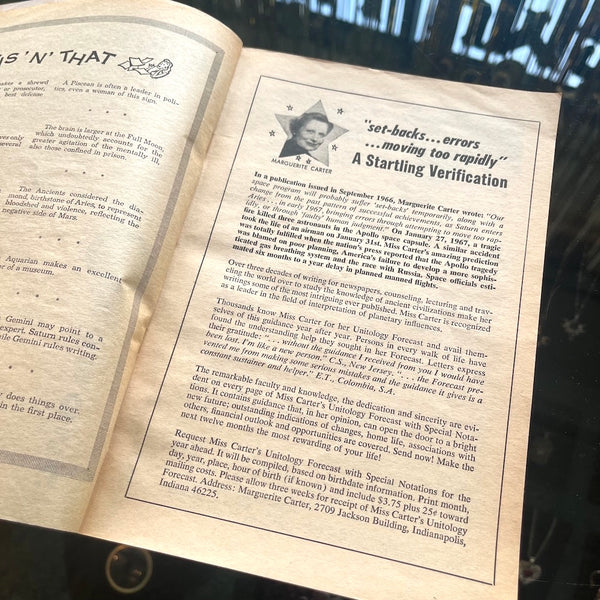 GS 'N' THAT
akes a shrewd
or prosecutor,
best defense
A Piscean is often a leader in poli-
tics, even a woman of this sign.
ves only
several
The brain is larger at the Full Moon,
which undoubtedly accounts for the
greater agitation of the mentally ill,
also those confined in prison.
The Ancients considered the dia-
mond, birthstone of Aries, to represent
bloodshed and violence, reflecting the
negative side of Mars.
Aquarian makes an excellent
of a museum.
Gemini may point to a
expert. Saturn rules con-
ile Gemini rules writing.
does things over.
in the first place.
MARGUERITE CARTER
"set-backs...errors
...moving too rapidly"
A Startling Verification
In a publication issued in September 1966, Marguerite Carter wrote: "Our
space program will probably suffer 'set-backs' temporarily, along with a
change from the past pattern of successful achievements, as Saturn enters
Aries... in early 1967, bringing errors through attempting to move too rap-
idly, or through 'faulty' human judgment." On January 27, 1967, a tragic
fire killed three astronauts in the Apollo space capsule. A similar accident
took the life of an airman on January 31st. Miss Carter's amazing prediction
was totally fulfilled when the nation's press reported that the Apollo tragedy
was blamed on poor planning, America's failure to develop a more sophis-
ticated gas breathing system and the race with Russia. Space officials esti-
mated six months to a year delay in planned manned flights.
Over three decades of writing for newspapers, counseling, lecturing and trav-
eling the world over to study the knowledge of ancient civilizations make her
writings some of the most intriguing ever published. Miss Carter is recognized
as a leader in the field of interpretation of planetary influences.
Thousands know Miss Carter for her Unitology Forecast and avail them-
selves of this guidance year after year. Persons in every walk of life have
found the understanding help they sought in her Forecast. Letters express
their gratitude: "... without the guidance I received from you I would have
been lost. I'm like a new person." C.S., New Jersey. "... the Forecast pre-
vented me from making some serious mistakes and the guidance it gives is a
constant sustainer and helper." E.T., Colombia, S.A.
The remarkable faculty and knowledge, the dedication and sincerity are evi-
dent on every page of Miss Carter's Unitology Forecast with Special Nota-
tions. It contains guidance that, in her opinion, can open the door to a bright
new future; outstanding indications of changes, home life, associations with
others, financial outlook and opportunities are covered. Send now! Make the
next twelve months the most rewarding of your life!
Request Miss Carter's Unitology Forecast with Special Notations for the
year ahead. It will be compiled, based on birthdate information. Print month,
day, year, place, hour of birth (if known) and include $3.75 plus 25¢ toward
mailing costs. Please allow three weeks for receipt of Miss Carter's Unitology
Forecast. Address: Marguerite Carter, 2709 Jackson Building, Indianapolis,
Indiana 46225.